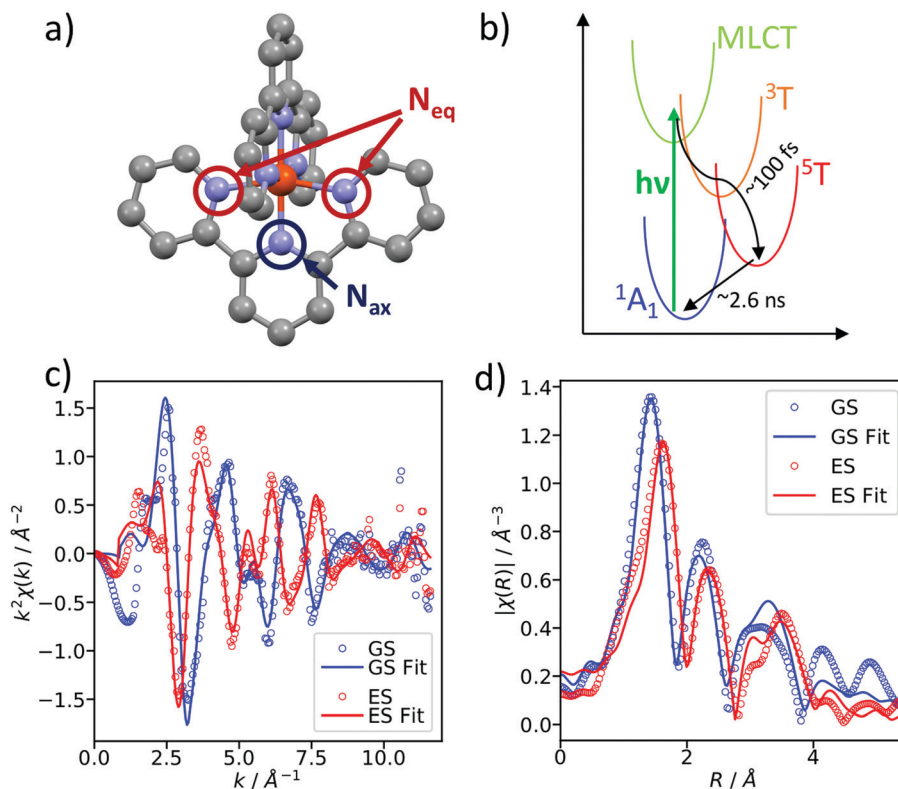 a)
N_eq
N_ax
b)
MLCT
³T
⁵T
~100 fs
hν
¹A₁
~2.6 ns
c)
k²χ(k) / Å⁻²
1.5
1.0
0.5
0.0
-0.5
-1.0
-1.5
GS
GS Fit
ES
ES Fit
0.0 2.5 5.0 7.5 10.0
k / Å⁻¹
d)
|χ(R)| / Å⁻³
1.4
1.2
1.0
0.8
0.6
0.4
0.2
0.0
GS
GS Fit
ES
ES Fit
0 2 4
R / Å